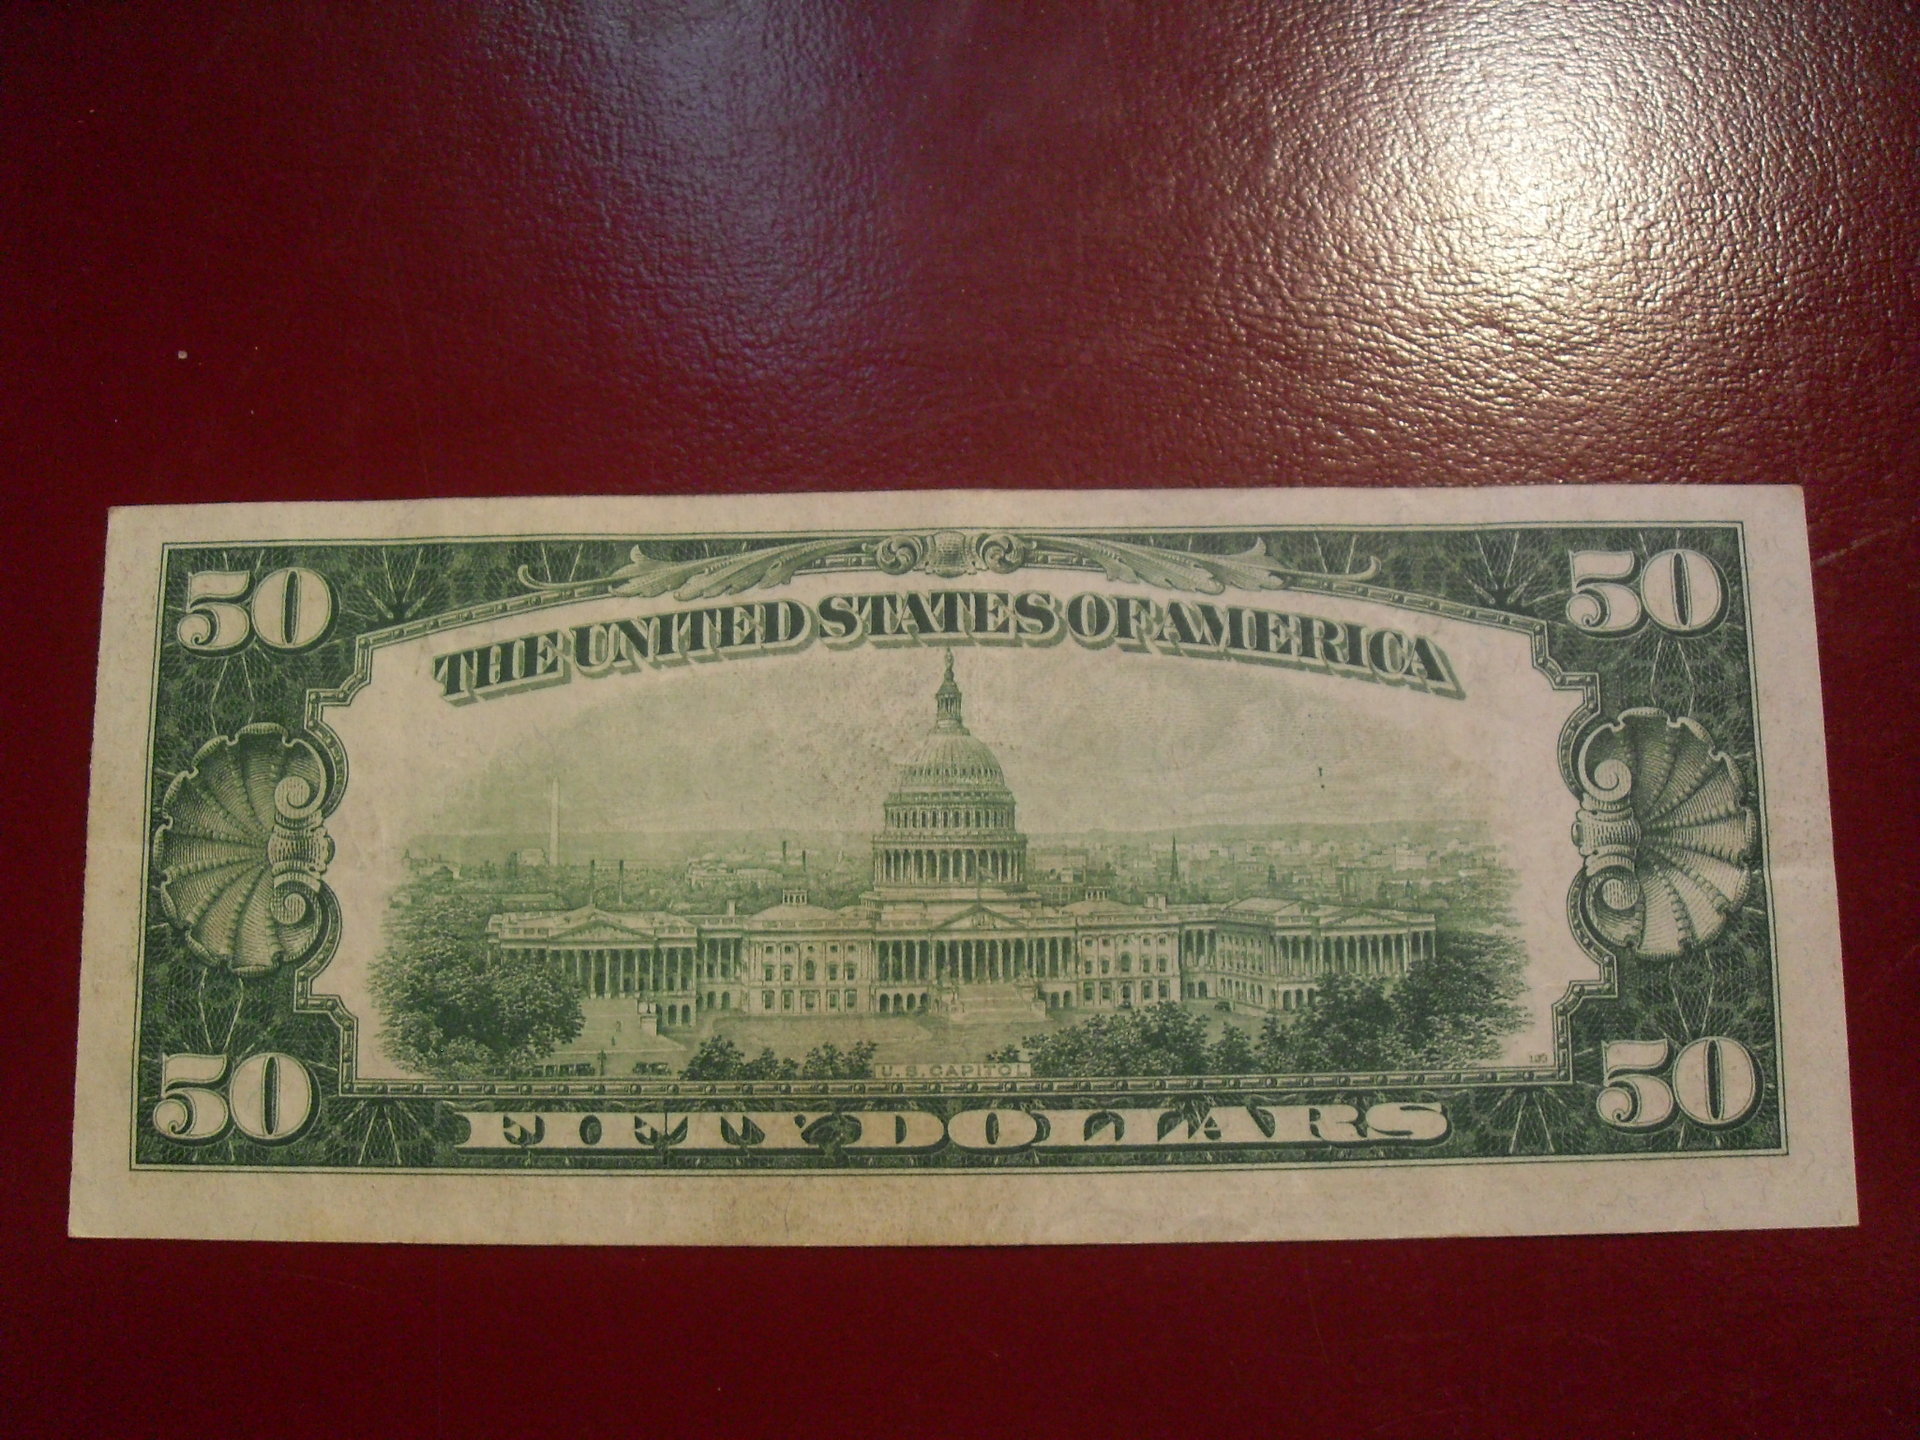 50 50
THE UNITED STATES OF AMERICA
U.S. CAPITOL
50 50
FIFTY DOLLARS